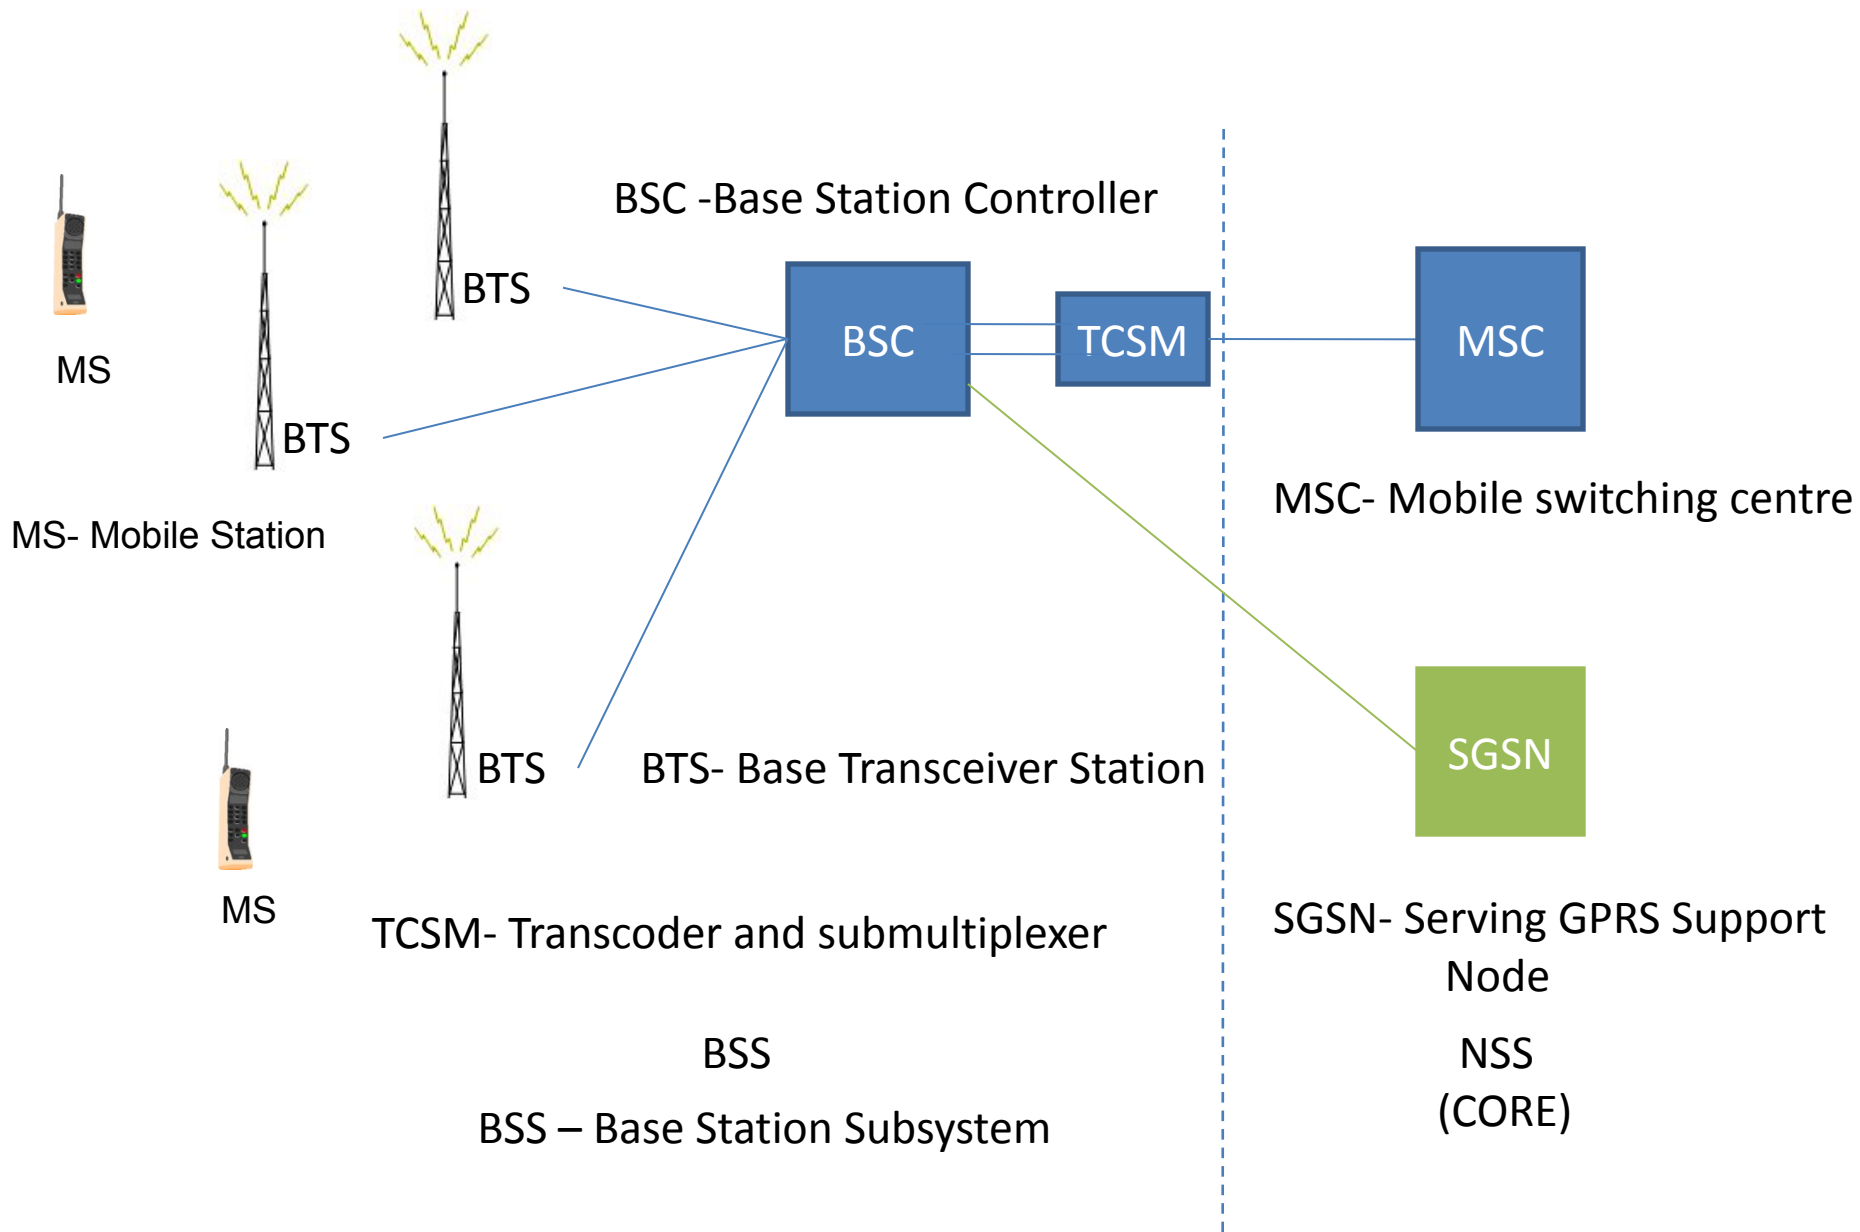 BSC -Base Station Controller
BTS
BSC
TCSM
MSC
MS
BTS
MSC- Mobile switching centre
MS- Mobile Station
BTS
BTS- Base Transceiver Station
SGSN
MS
TCSM- Transcoder and submultiplexer
SGSN- Serving GPRS Support
Node
BSS
NSS
(CORE)
BSS – Base Station Subsystem